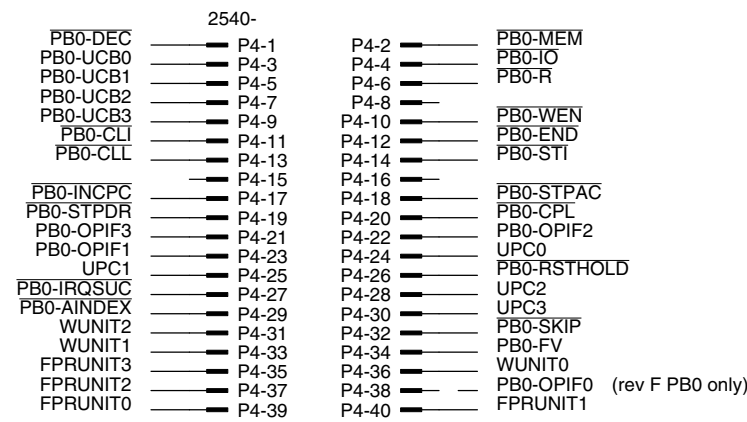 2540-
PB0-DEC P4-1 P4-2 PB0-MEM
PB0-UCB0 P4-3 P4-4 PB0-IO
PB0-UCB1 P4-5 P4-6 PB0-R
PB0-UCB2 P4-7 P4-8
PB0-UCB3 P4-9 P4-10 PB0-WEN
PB0-CLI P4-11 P4-12 PB0-END
PB0-CLL P4-13 P4-14 PB0-STI
P4-15 P4-16
PB0-INCPC P4-17 P4-18 PB0-STPAC
PB0-STPDR P4-19 P4-20 PB0-CPL
PB0-OPIF3 P4-21 P4-22 PB0-OPIF2
PB0-OPIF1 P4-23 P4-24 UPC0
UPC1 P4-25 P4-26 PB0-RSTHOLD
PB0-IRQSUC P4-27 P4-28 UPC2
PB0-AINDEX P4-29 P4-30 UPC3
WUNIT2 P4-31 P4-32 PB0-SKIP
WUNIT1 P4-33 P4-34 PB0-FV
FPRUNIT3 P4-35 P4-36 WUNIT0
FPRUNIT2 P4-37 P4-38 PB0-OPIF0 (rev F PB0 only)
FPRUNIT0 P4-39 P4-40 FPRUNIT1